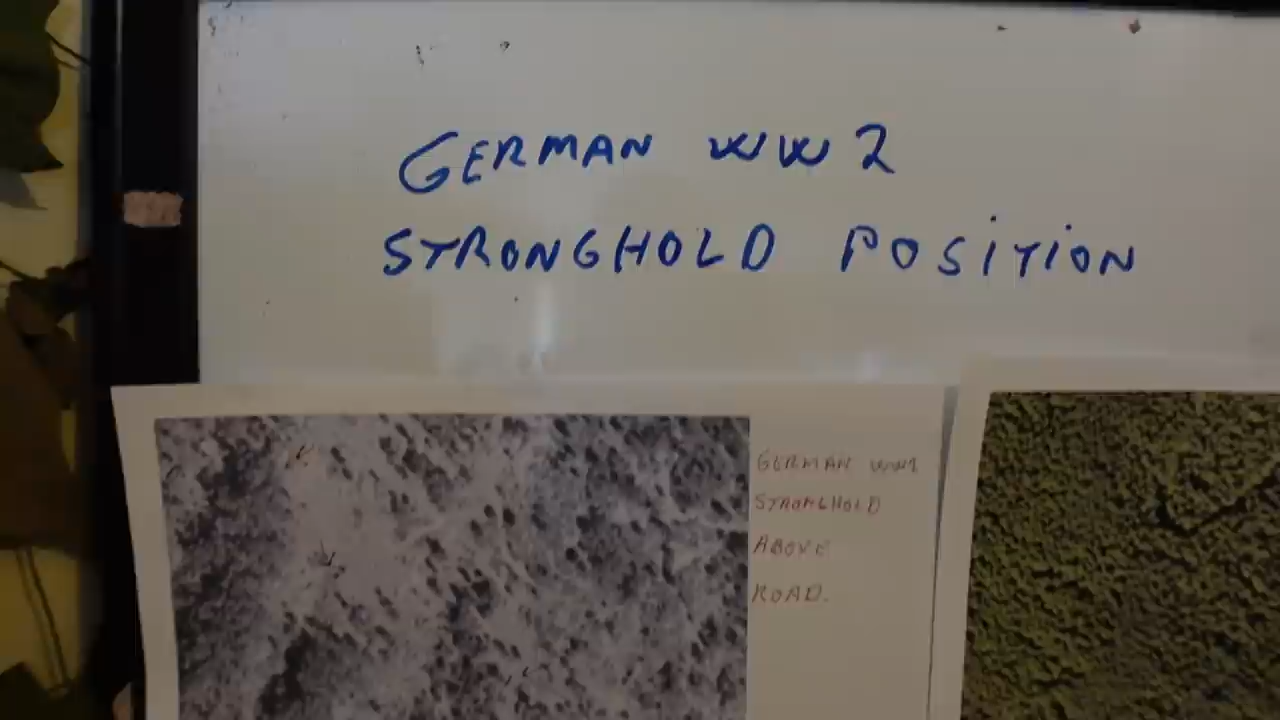 GERMAN WW2
STRONGHOLD POSITION
GERMAN WW2
STRONGHOLD
ABOVE
ROAD.